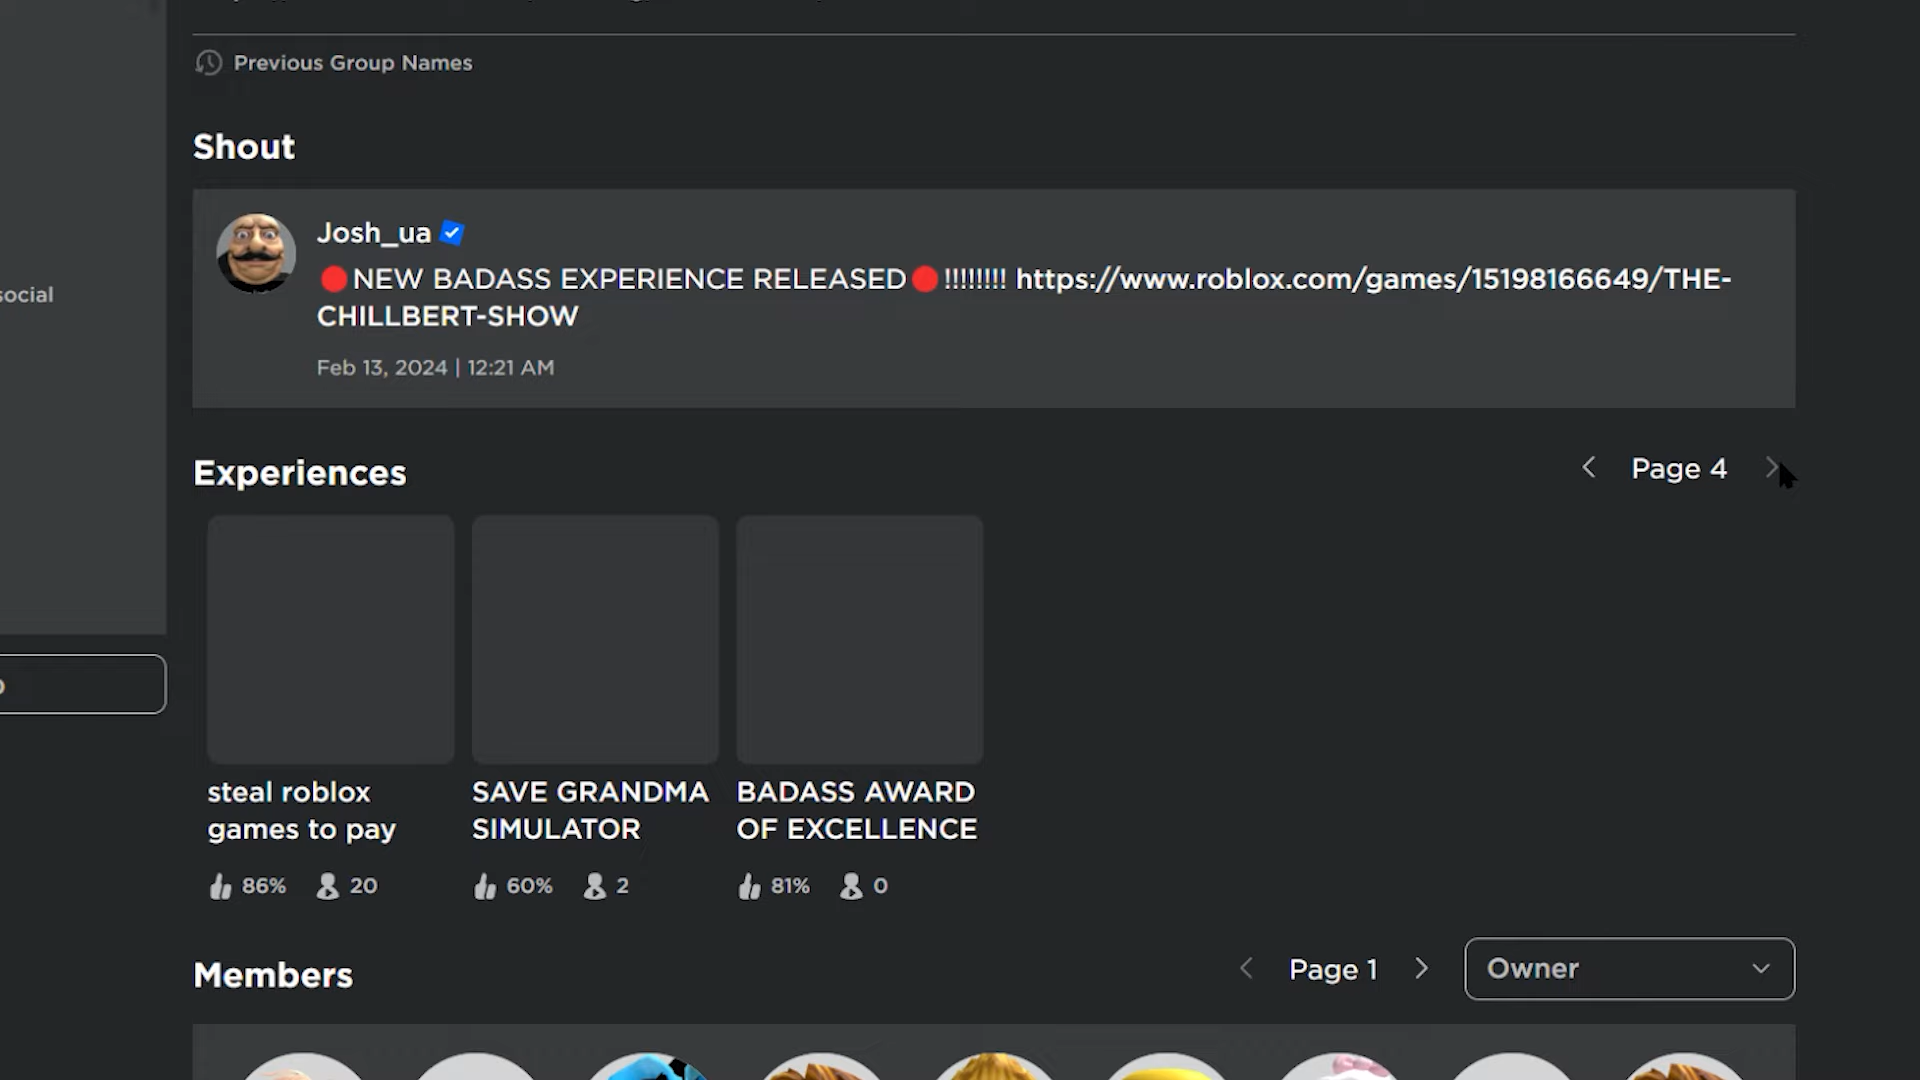 Previous Group Names
Shout
Josh_ua
🔴NEW BADASS EXPERIENCE RELEASED🔴!!!!!!!! https://www.roblox.com/games/15198166649/THE-
CHILLBERT-SHOW
Feb 13, 2024 | 12:21 AM
social
Experiences
Page 4
steal roblox
games to pay
SAVE GRANDMA
SIMULATOR
BADASS AWARD
OF EXCELLENCE
86% 20
60% 2
81% 0
Members
Page 1
Owner